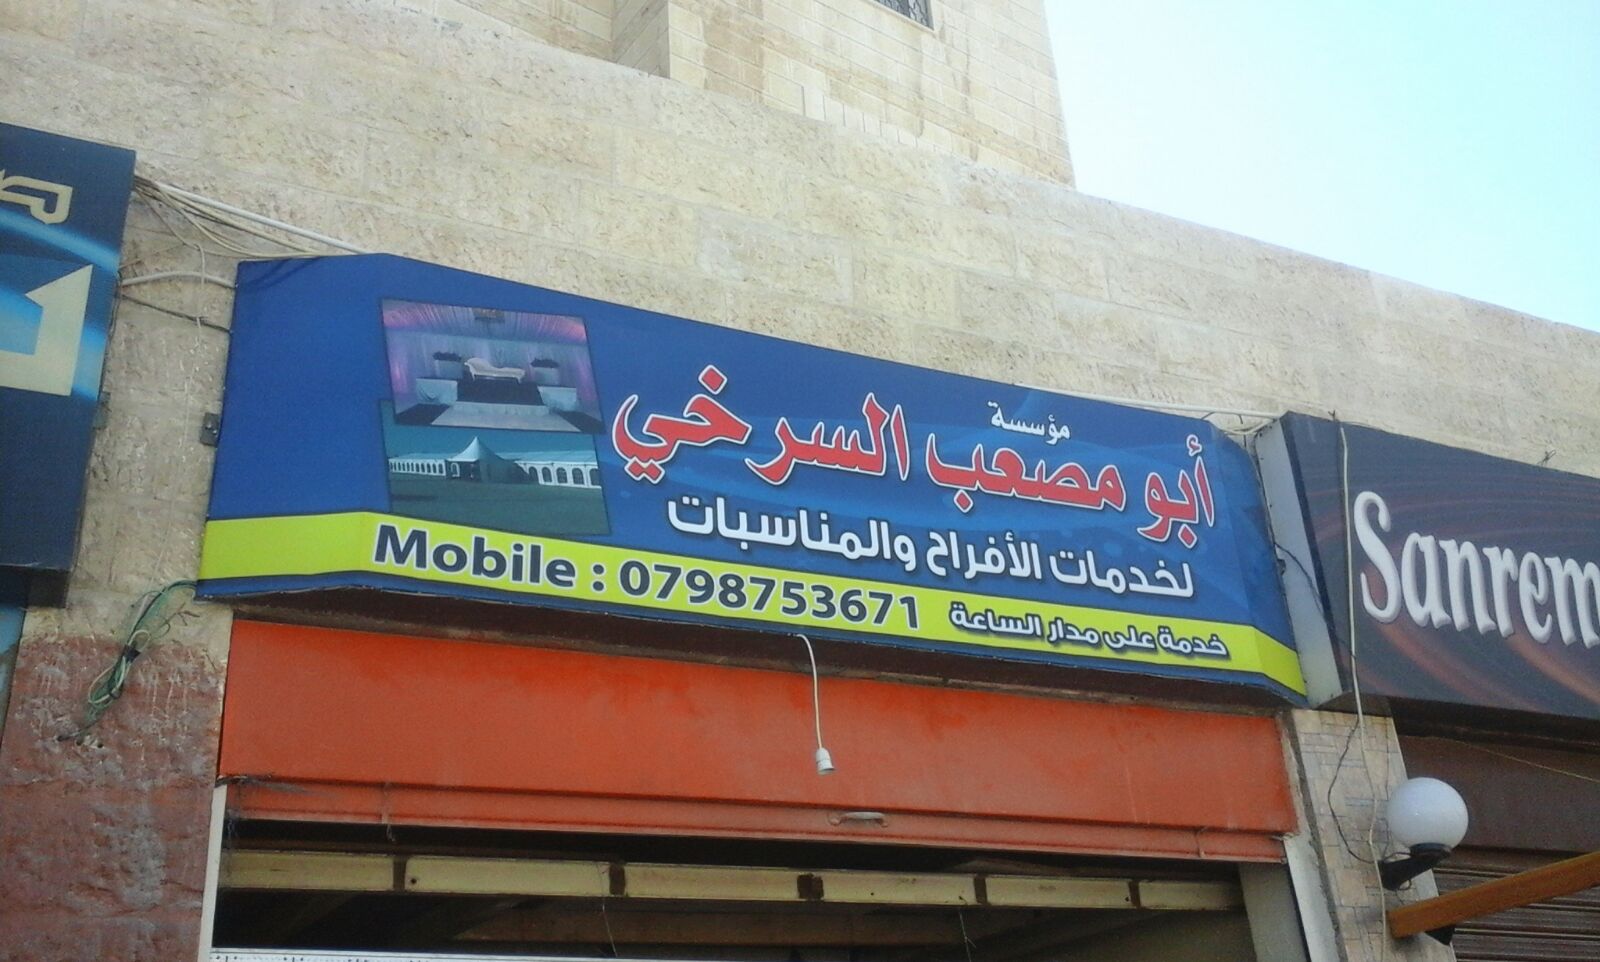 مؤسسة
أبو مصعب السرخي
لخدمات الأفراح والمناسبات
خدمة على مدار الساعة
Mobile : 0798753671
Sanrem